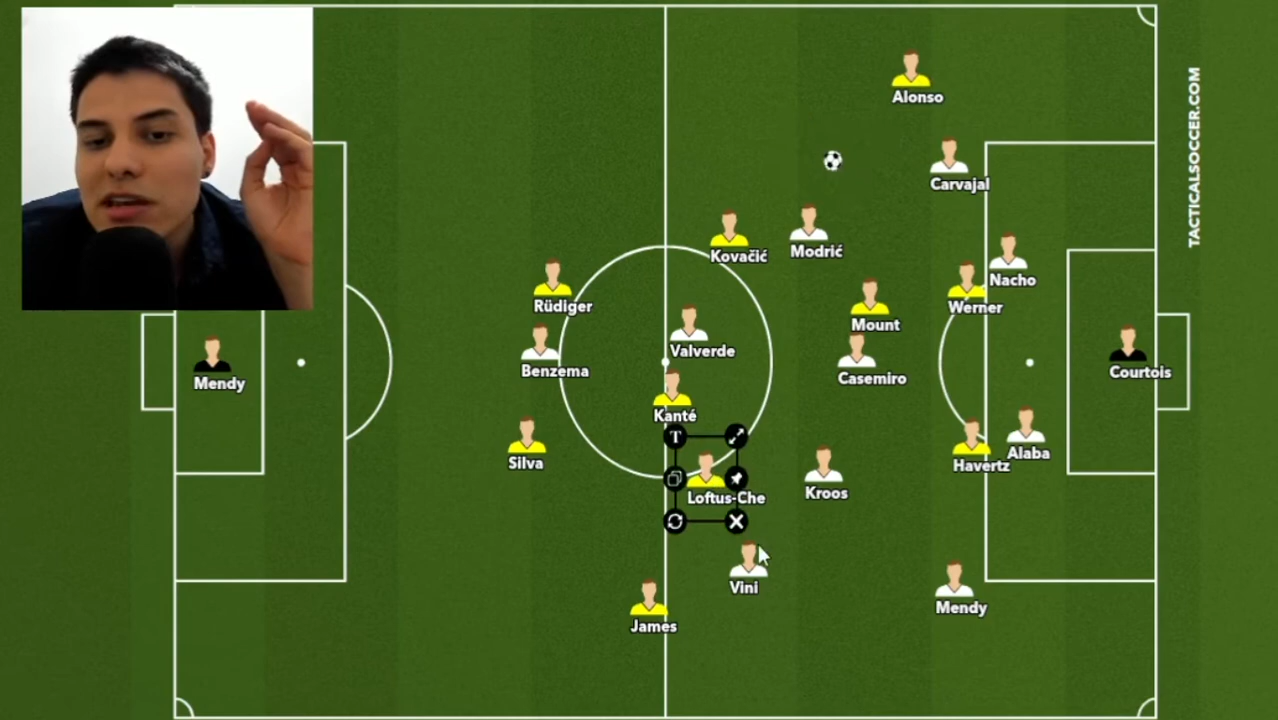 Alonso
TACTICALSOCCER.COM
Carvajal
Kovačić
Modrić
Nacho
Rüdiger
Werner
Mount
Valverde
Benzema
Casemiro
Courtois
Mendy
Kanté
T
Silva
Alaba
Havertz
Loftus-Che
Kroos
Vini
Mendy
James